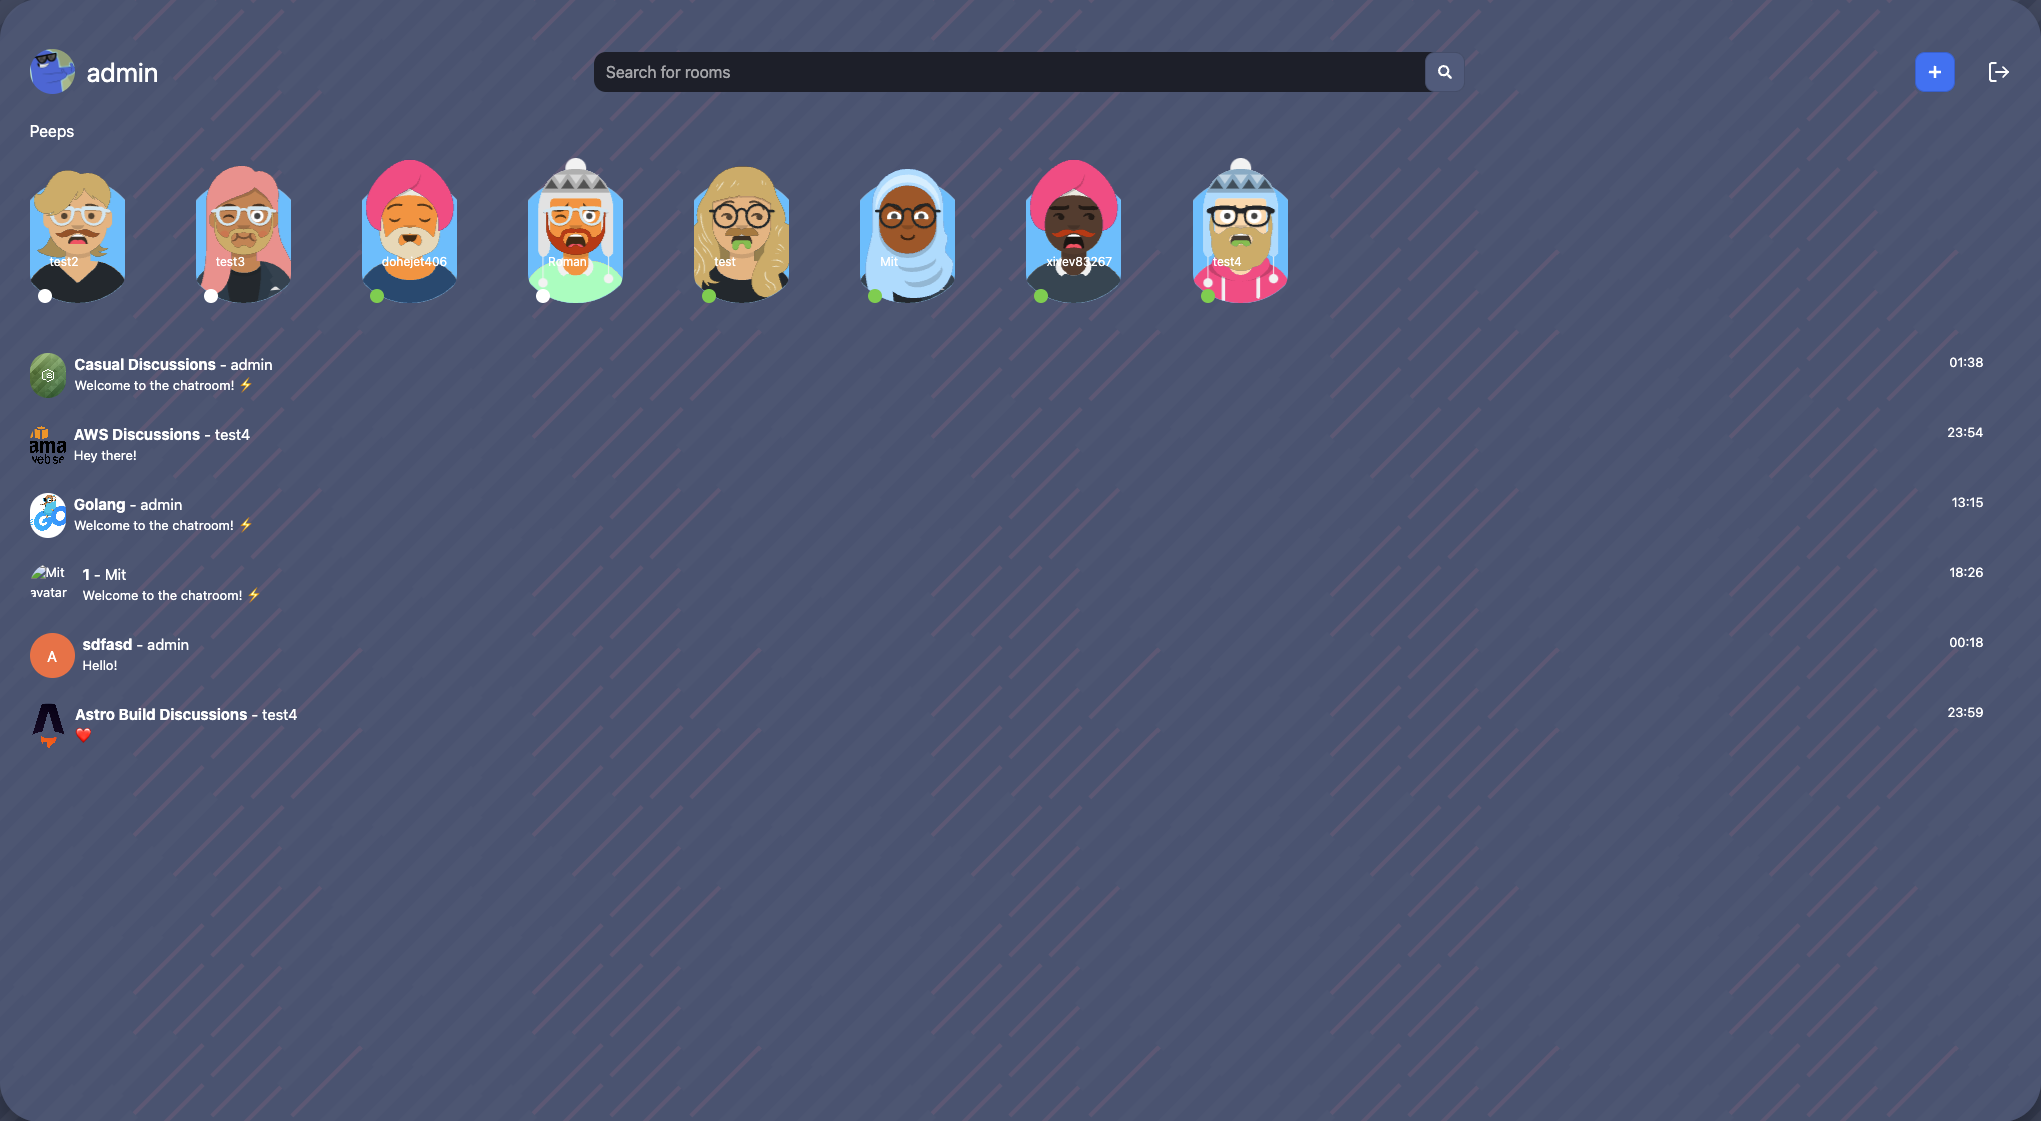 admin
Search for rooms
Peeps
test2
test3
dohejet406
Roman
test
Mit
xivev83267
test4
Casual Discussions - admin
01:38
Welcome to the chatroom! ⚡
AWS Discussions - test4
23:54
ama
Hey there!
web se
Golang - admin
13:15
GO
Welcome to the chatroom! ⚡
Mit
1 - Mit
18:26
avatar
Welcome to the chatroom! ⚡
sdfasd - admin
00:18
A
Hello!
Astro Build Discussions - test4
23:59
❤️